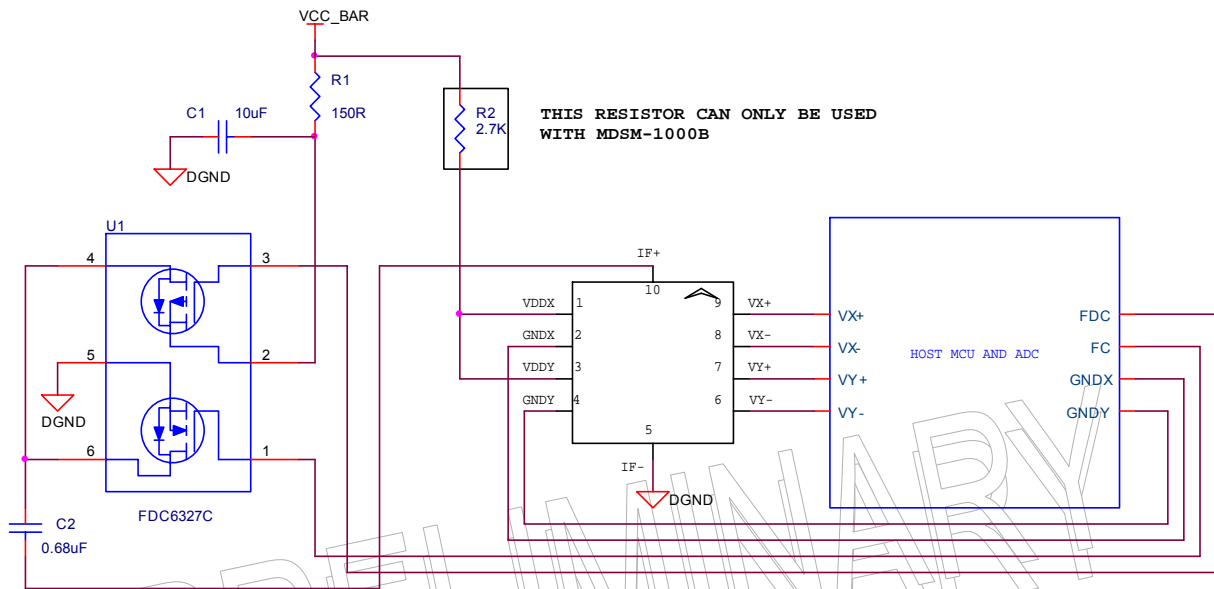 VCC_BAR
R1
150R
C1
10uF
DGND
R2
2.7K
THIS RESISTOR CAN ONLY BE USED
WITH MDSM-1000B
U1
4
3
5
2
DGND
6
1
FDC6327C
C2
0.68uF
IF+
10
VDDX
1
9
VX+
GNDX
2
8
VX-
VDDY
3
7
VY+
GNDY
4
6
VY-
5
IF-
DGND
VX+
FDC
VX-
FC
HOST MCU AND ADC
VY+
GNDX
VY-
GNDY
PRELIMINARY